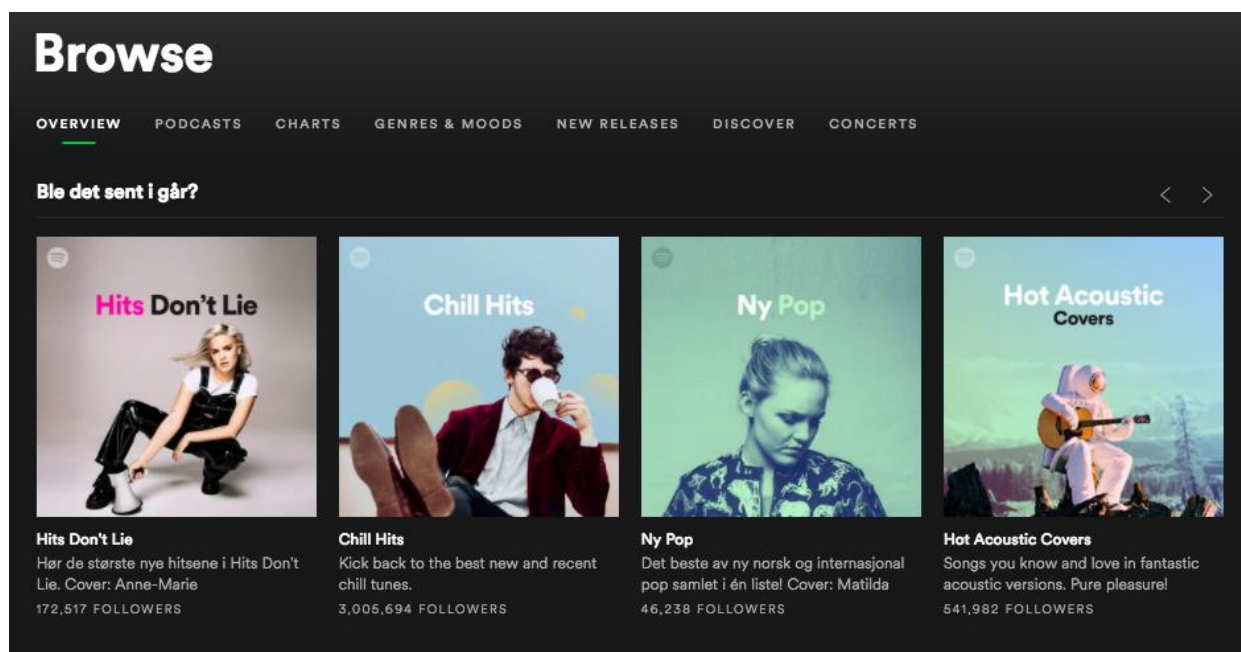 Browse
OVERVIEW PODCASTS CHARTS GENRES & MOODS NEW RELEASES DISCOVER CONCERTS
Ble det sent i går?
Hits Don't Lie
Chill Hits
Ny Pop
Hot Acoustic
Covers
Hits Don't Lie
Hør de største nye hitsene i Hits Don't
Lie. Cover: Anne-Marie
172,517 FOLLOWERS
Chill Hits
Kick back to the best new and recent
chill tunes.
3,005,694 FOLLOWERS
Ny Pop
Det beste av ny norsk og internasjonal
pop samlet i én liste! Cover: Matilda
46,238 FOLLOWERS
Hot Acoustic Covers
Songs you know and love in fantastic
acoustic versions. Pure pleasure!
541,982 FOLLOWERS